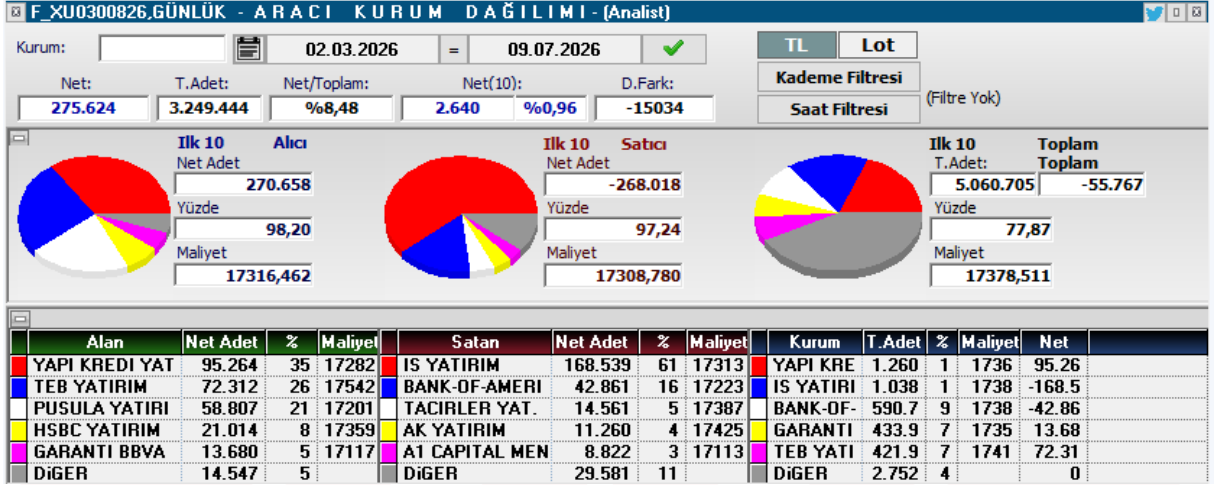 F_XU0300826,GÜNLÜK - A R A C I K U R U M D A Ğ I L I M I - (Analist)
Kurum: 02.03.2026 = 09.07.2026 TL Lot
Kademe Filtresi
Net: T.Adet: Net/Toplam: Net(10): D.Fark:
275.624 3.249.444 %8,48 2.640 %0,96 -15034 Saat Filtresi (Filtre Yok)
Ilk 10 Alıcı Ilk 10 Satıcı Ilk 10 Toplam
Net Adet Net Adet T.Adet: Toplam
270.658 -268.018 5.060.705 -55.767
Yüzde Yüzde Yüzde
98,20 97,24 77,87
Maliyet Maliyet Maliyet
17316,462 17308,780 17378,511
Alan Net Adet % Maliyet Satan Net Adet % Maliyet Kurum T.Adet % Maliyet Net
YAPI KREDI YAT 95.264 35 17282 IS YATIRIM 168.539 61 17313 YAPI KRE 1.260 1 1736 95.26
TEB YATIRIM 72.312 26 17542 BANK-OF-AMERI 42.861 16 17223 IS YATIRI 1.038 1 1738 -168.5
PUSULA YATIRI 58.807 21 17201 TACIRLER YAT. 14.561 5 17387 BANK-OF- 590.7 9 1738 -42.86
HSBC YATIRIM 21.014 8 17359 AK YATIRIM 11.260 4 17425 GARANTI 433.9 7 1735 13.68
GARANTI BBVA 13.680 5 17117 A1 CAPITAL MEN 8.822 3 17113 TEB YATI 421.9 7 1741 72.31
DiGER 14.547 5 DiGER 29.581 11 DiGER 2.752 4 0